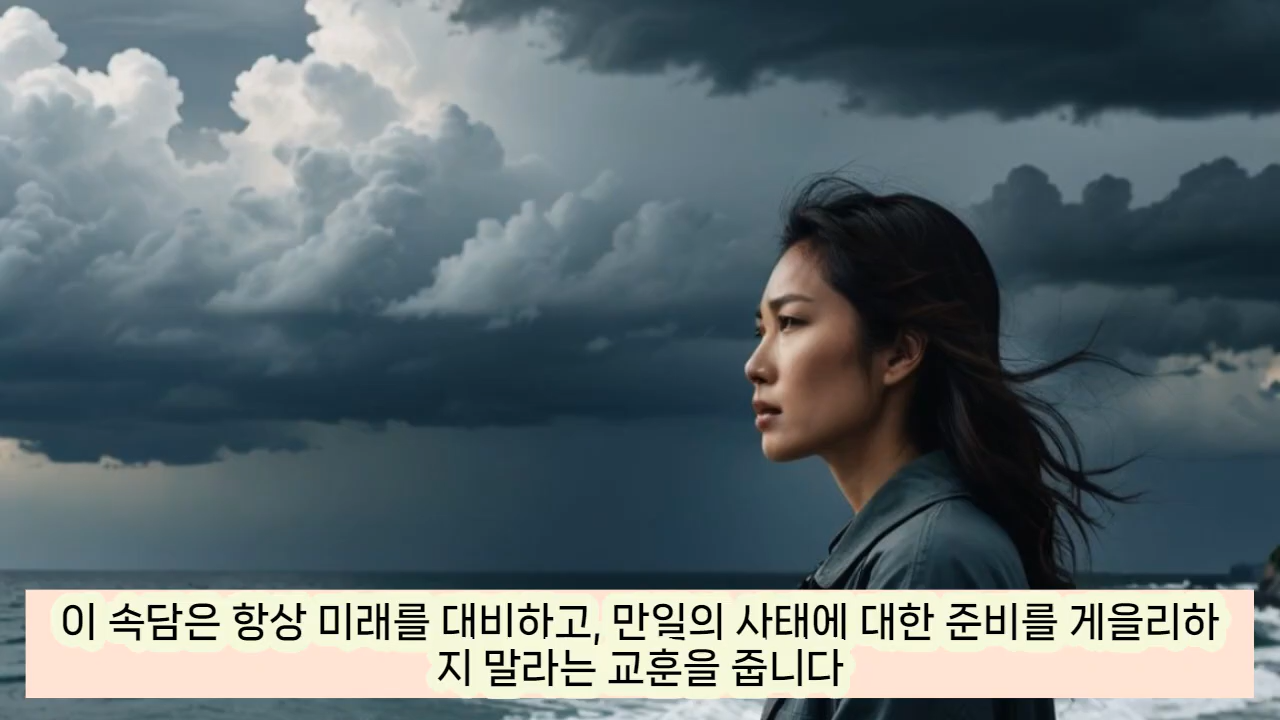 이 속담은 항상 미래를 대비하고, 만일의 사태에 대한 준비를 게을리하
지 말라는 교훈을 줍니다